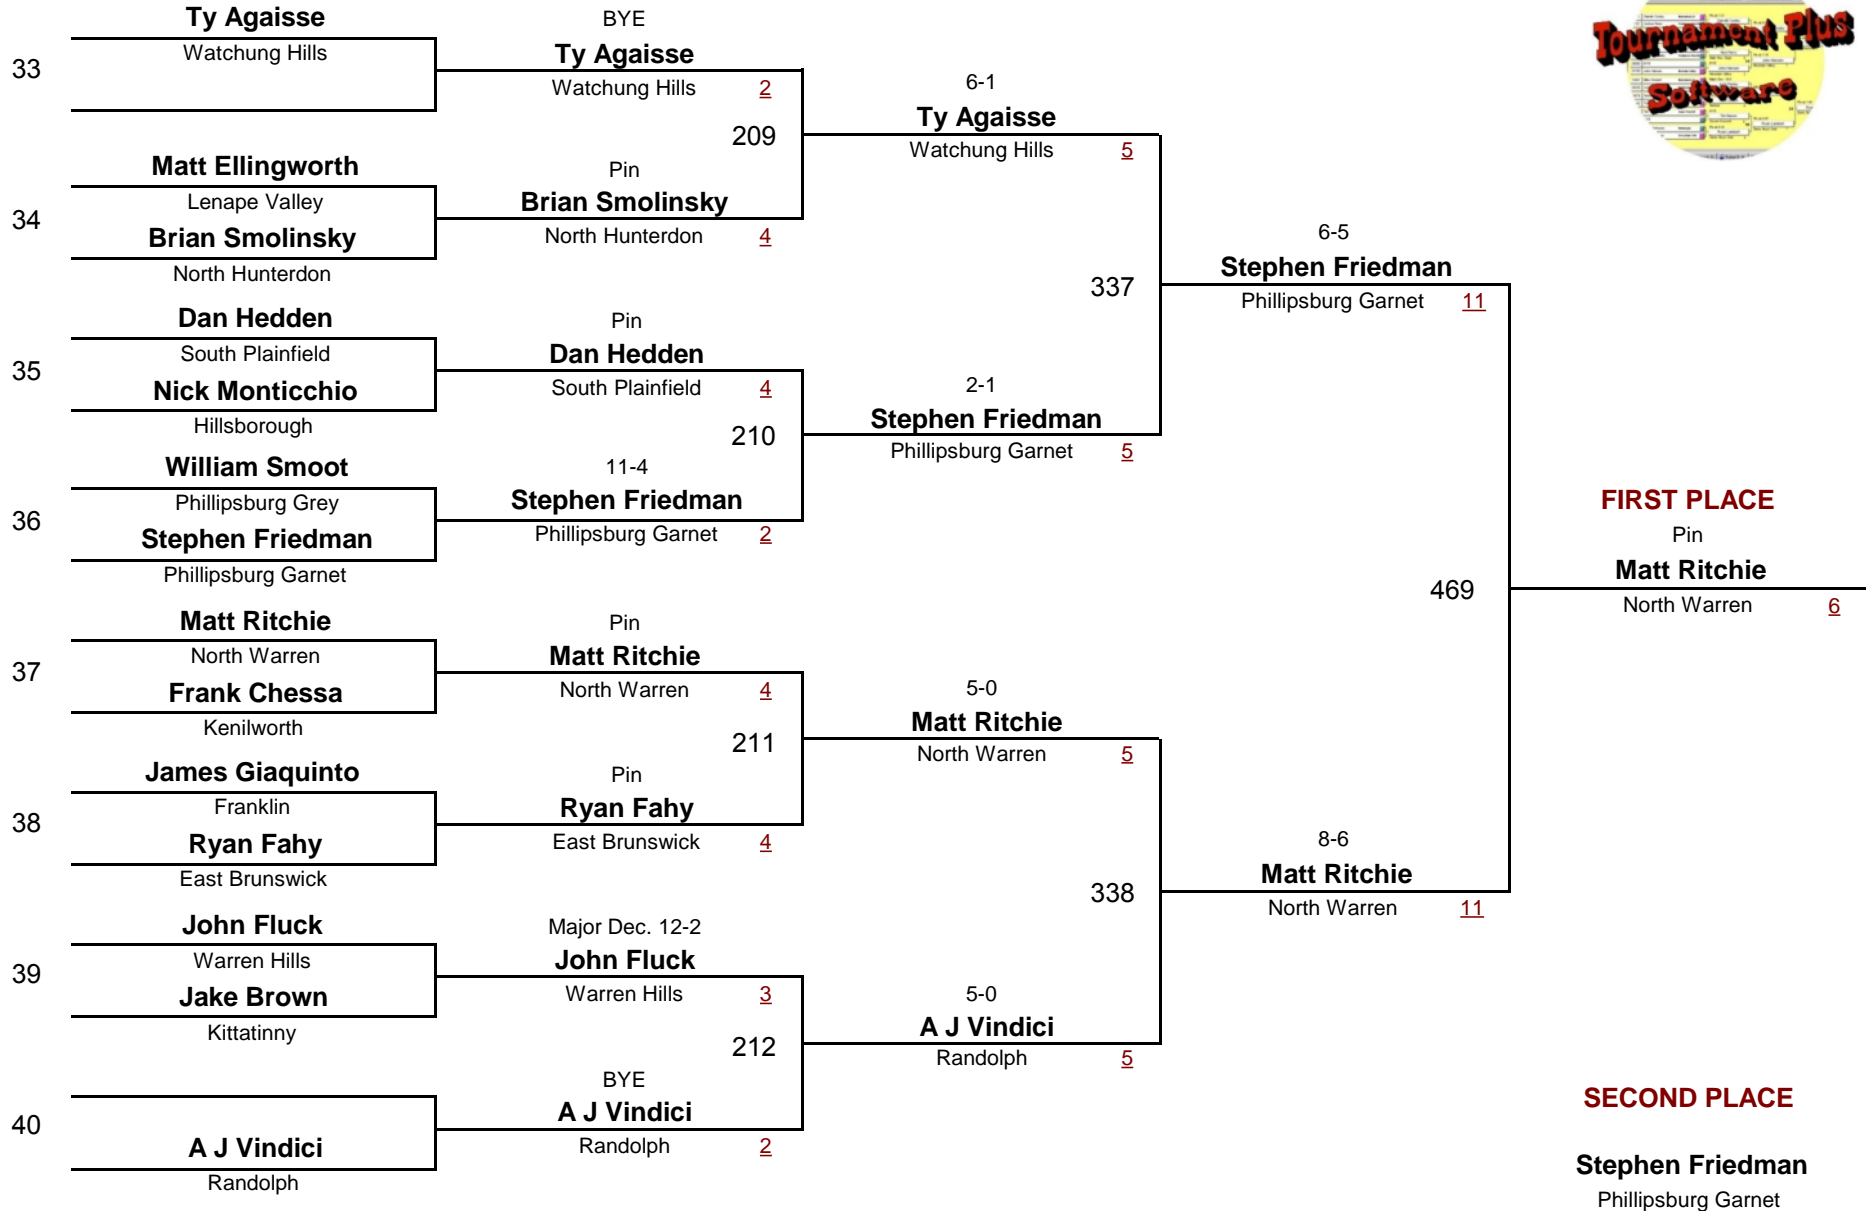 Tournament Plus
Software
33
Ty Agaisse
Watchung Hills
34
Matt Ellingworth
Lenape Valley
Brian Smolinsky
North Hunterdon
35
Dan Hedden
South Plainfield
Nick Monticchio
Hillsborough
36
William Smoot
Phillipsburg Grey
Stephen Friedman
Phillipsburg Garnet
37
Matt Ritchie
North Warren
Frank Chessa
Kenilworth
38
James Giaquinto
Franklin
Ryan Fahy
East Brunswick
39
John Fluck
Warren Hills
Jake Brown
Kittatinny
40
A J Vindici
Randolph
BYE
Ty Agaisse
Watchung Hills 2
209
Pin
Brian Smolinsky
North Hunterdon 4
Pin
Dan Hedden
South Plainfield 4
210
11-4
Stephen Friedman
Phillipsburg Garnet 2
Pin
Matt Ritchie
North Warren 4
211
Pin
Ryan Fahy
East Brunswick 4
Major Dec. 12-2
John Fluck
Warren Hills 3
212
BYE
A J Vindici
Randolph 2
6-1
Ty Agaisse
Watchung Hills 5
337
2-1
Stephen Friedman
Phillipsburg Garnet 5
5-0
Matt Ritchie
North Warren 5
338
5-0
A J Vindici
Randolph 5
6-5
Stephen Friedman
Phillipsburg Garnet 11
469
8-6
Matt Ritchie
North Warren 11
FIRST PLACE
Pin
Matt Ritchie
North Warren 6
SECOND PLACE
Stephen Friedman
Phillipsburg Garnet